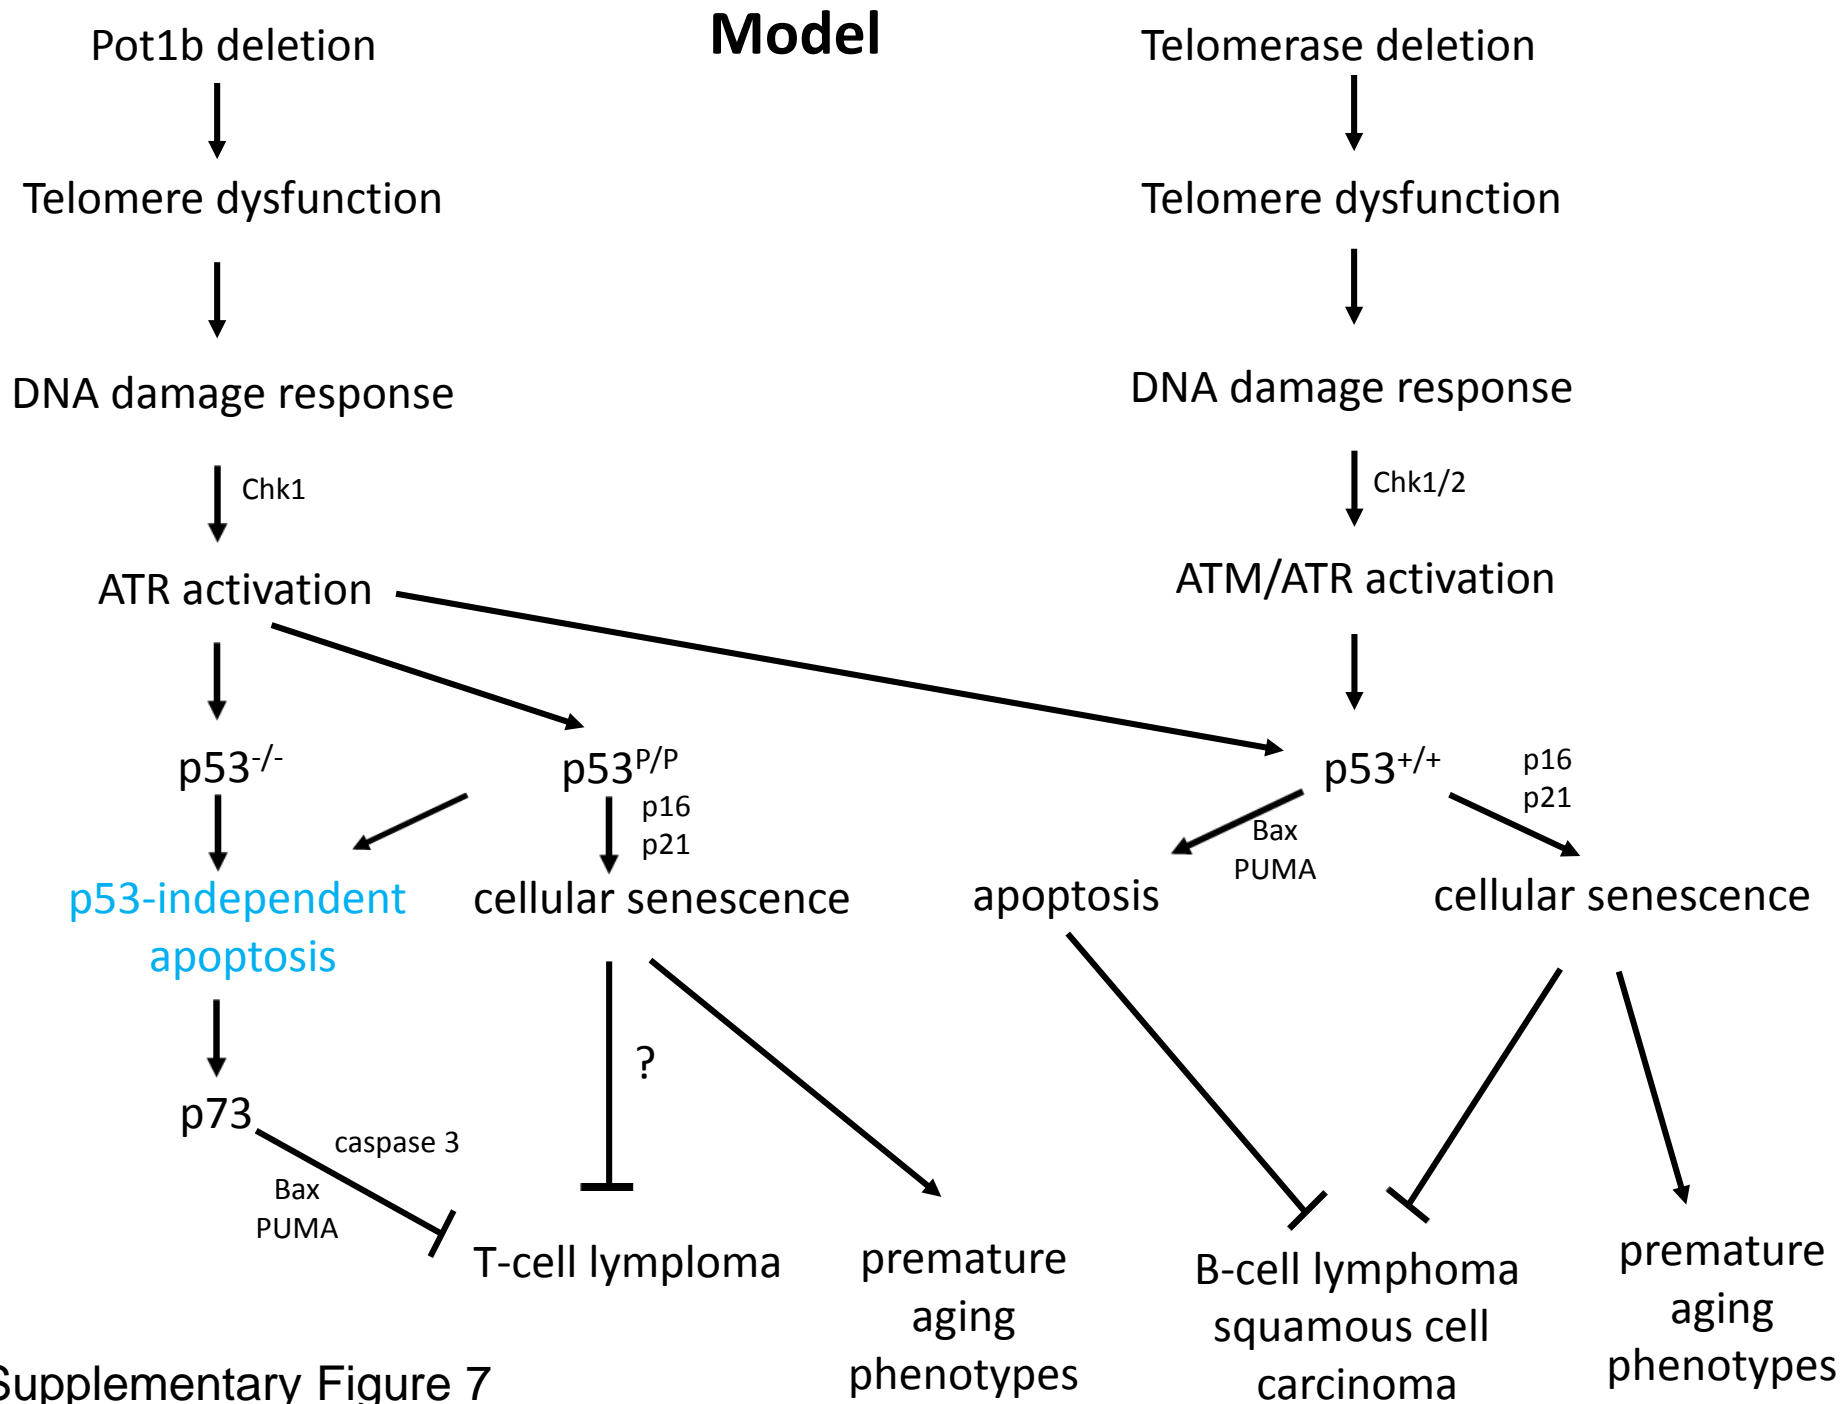 Model
Pot1b deletion
Telomerase deletion
Telomere dysfunction
Telomere dysfunction
DNA damage response
DNA damage response
Chk1
Chk1/2
ATR activation
ATM/ATR activation
p53-/-
p53P/P
p53+/+
p16
p21
p16
p21
Bax
PUMA
p53-independent
apoptosis
cellular senescence
apoptosis
cellular senescence
?
p73
caspase 3
Bax
PUMA
T-cell lymploma
premature
aging
phenotypes
B-cell lymphoma
squamous cell
carcinoma
premature
aging
phenotypes
Supplementary Figure 7